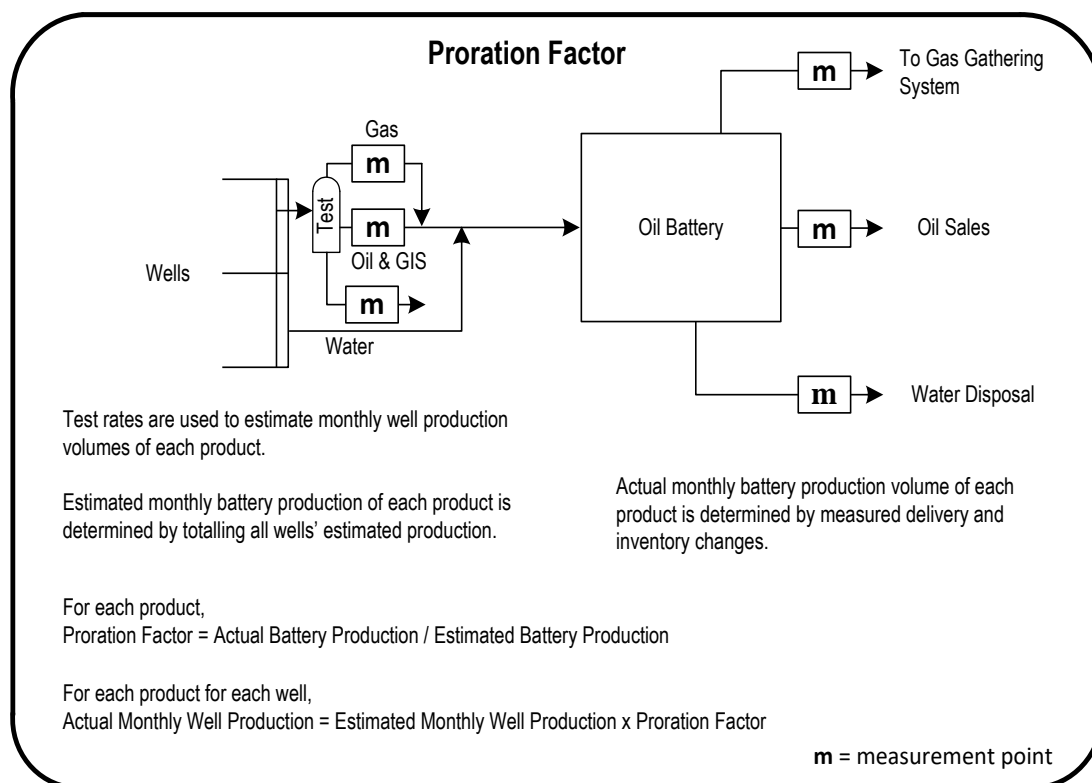 Proration Factor
m
To Gas Gathering
System
Gas
m
Test
m
Oil & GIS
Wells
m
Water
Oil Battery
m
Oil Sales
m
Water Disposal
Test rates are used to estimate monthly well production
volumes of each product.
Estimated monthly battery production of each product is
determined by totalling all wells’ estimated production.
Actual monthly battery production volume of each
product is determined by measured delivery and
inventory changes.
For each product,
Proration Factor = Actual Battery Production / Estimated Battery Production
For each product for each well,
Actual Monthly Well Production = Estimated Monthly Well Production x Proration Factor
m = measurement point